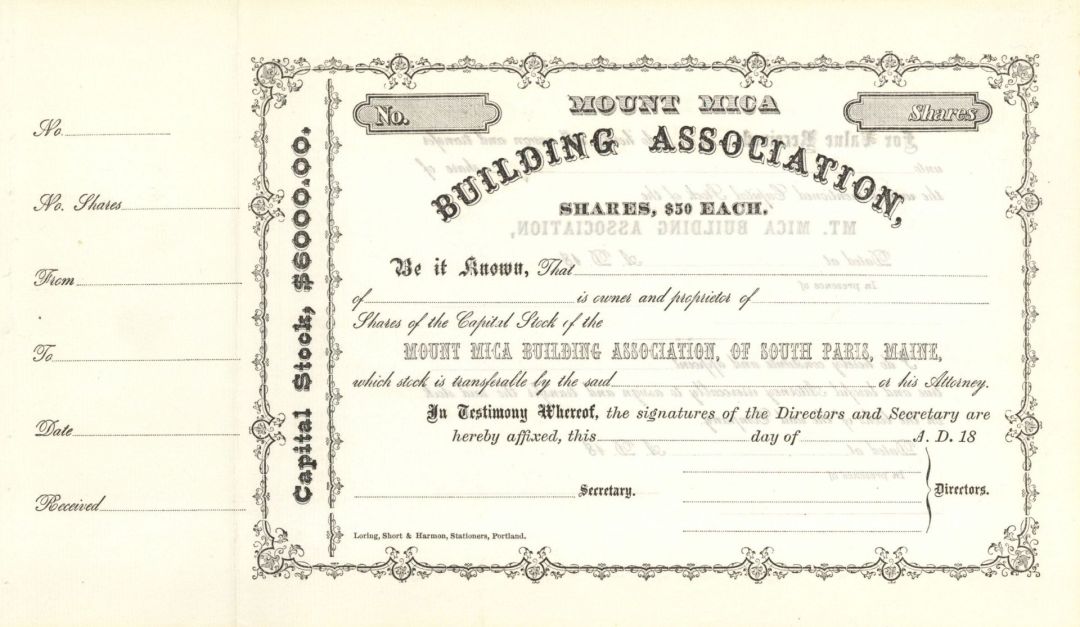 No.
No. Shares
From
To
Date
Received
Capital Stock, $6000.00.
No.
Shares
MOUNT MICA
BUILDING ASSOCIATION,
SHARES, $50 EACH.
Be it Known, That
of is owner and proprietor of
Shares of the Capital Stock of the
MOUNT MICA BUILDING ASSOCIATION, OF SOUTH PARIS, MAINE,
which stock is transferable by the said or his Attorney.
In Testimony Whereof, the signatures of the Directors and Secretary are
hereby affixed, this day of A. D. 18
Secretary.
Directors.
Loring, Short & Harmon, Stationers, Portland.